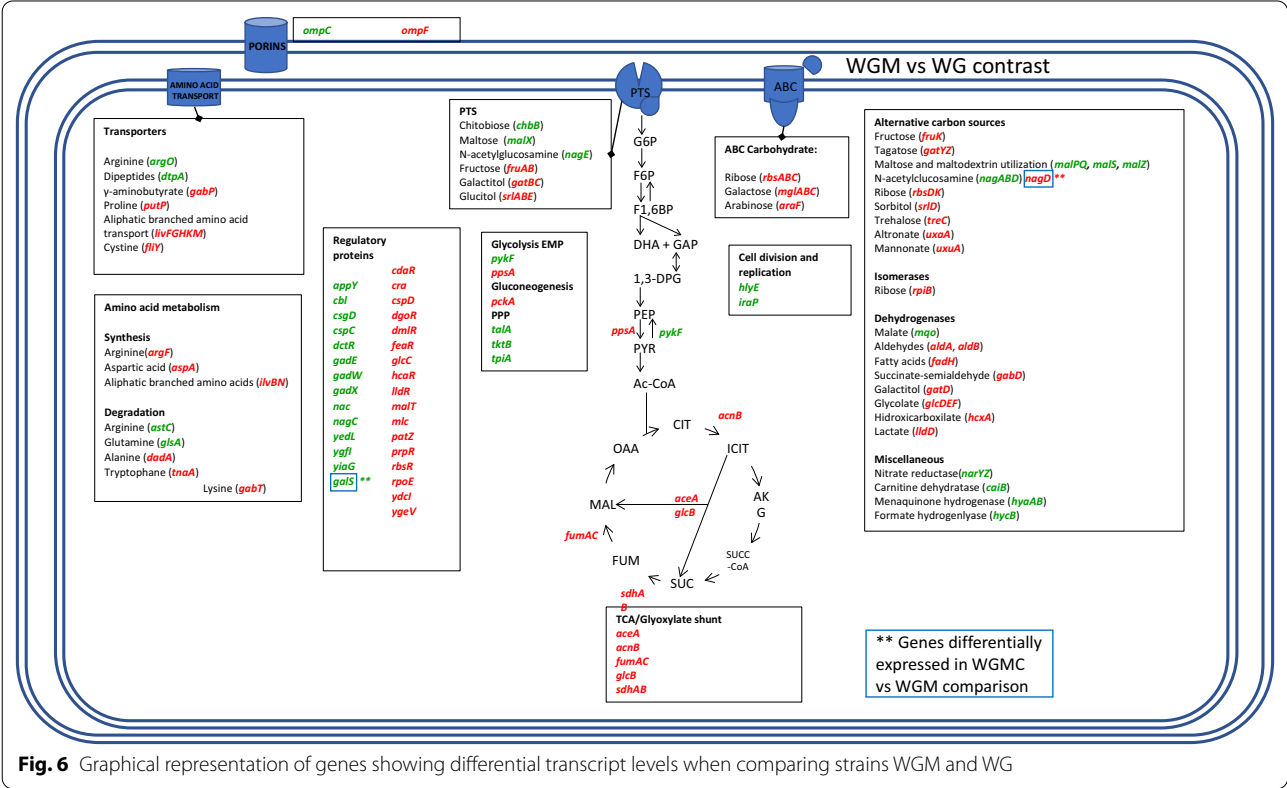 ompC ompF
PORINS
WGM vs WG contrast
AMINO ACID
TRANSPORT
PTS
ABC
Transporters
Arginine (argO)
Dipeptides (dtpA)
γ-aminobutyrate (gabP)
Proline (putP)
Aliphatic branched amino acid
transport (livFGHKM)
Cystine (fliY)
Amino acid metabolism
Synthesis
Arginine(argF)
Aspartic acid (aspA)
Aliphatic branched amino acids (ilvBN)
Degradation
Arginine (astC)
Glutamine (glsA)
Alanine (dadA)
Tryptophane (tnaA)
Lysine (gabT)
Regulatory
proteins
appY
cbl
csgD
cspC
dctR
gadE
gadW
gadX
nac
nagC
yedL
ygfI
yiaG
galS **
cdaR
cra
cspD
dgoR
dmlR
feaR
glcC
hcaR
lldR
malT
mlc
patZ
prpR
rbsR
rpoE
ydcI
ygeV
PTS
Chitobiose (chbB)
Maltose (malX)
N-acetylglucosamine (nagE)
Fructose (fruAB)
Galactitol (gatBC)
Glucitol (srlABE)
Glycolysis EMP
pykF
ppsA
Gluconeogenesis
pckA
PPP
talA
tktB
tpiA
G6P
F6P
F1,6BP
DHA + GAP
1,3-DPG
PEP
ppsA pykF
PYR
Ac-CoA
CIT
acnB
OAA
ICIT
MAL
aceA
glcB
AK
G
fumAC
FUM
SUCC
-CoA
SUC
sdhA
B
TCA/Glyoxylate shunt
aceA
acnB
fumAC
glcB
sdhAB
ABC Carbohydrate:
Ribose (rbsABC)
Galactose (mglABC)
Arabinose (araF)
Cell division and
replication
hlyE
iraP
Alternative carbon sources
Fructose (fruK)
Tagatose (gatYZ)
Maltose and maltodextrin utilization (malPQ, malS, malZ)
N-acetylclucosamine (nagABD) nagD **
Ribose (rbsDK)
Sorbitol (srlD)
Trehalose (treC)
Altronate (uxaA)
Mannonate (uxuA)
Isomerases
Ribose (rpiB)
Dehydrogenases
Malate (mqo)
Aldehydes (aldA, aldB)
Fatty acids (fadH)
Succinate-semialdehyde (gabD)
Galactitol (gatD)
Glycolate (glcDEF)
Hidroxicarboxilate (hcxA)
Lactate (lldD)
Miscellaneous
Nitrate reductase(narYZ)
Carnitine dehydratase (caiB)
Menaquinone hydrogenase (hyaAB)
Formate hydrogenlyase (hycB)
** Genes differentially
expressed in WGMC
vs WGM comparison
Fig. 6 Graphical representation of genes showing differential transcript levels when comparing strains WGM and WG